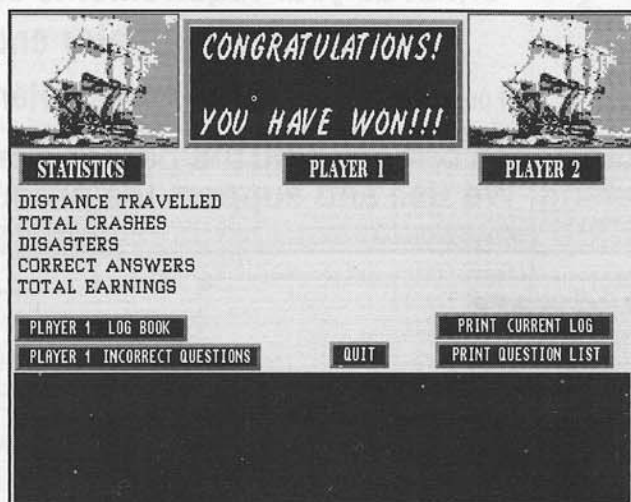 CONGRATULATIONS!
YOU HAVE WON!!!
STATISTICS PLAYER 1 PLAYER 2
DISTANCE TRAVELLED
TOTAL CRASHES
DISASTERS
CORRECT ANSWERS
TOTAL EARNINGS
PLAYER 1 LOG BOOK PRINT CURRENT LOG
PLAYER 1 INCORRECT QUESTIONS QUIT PRINT QUESTION LIST